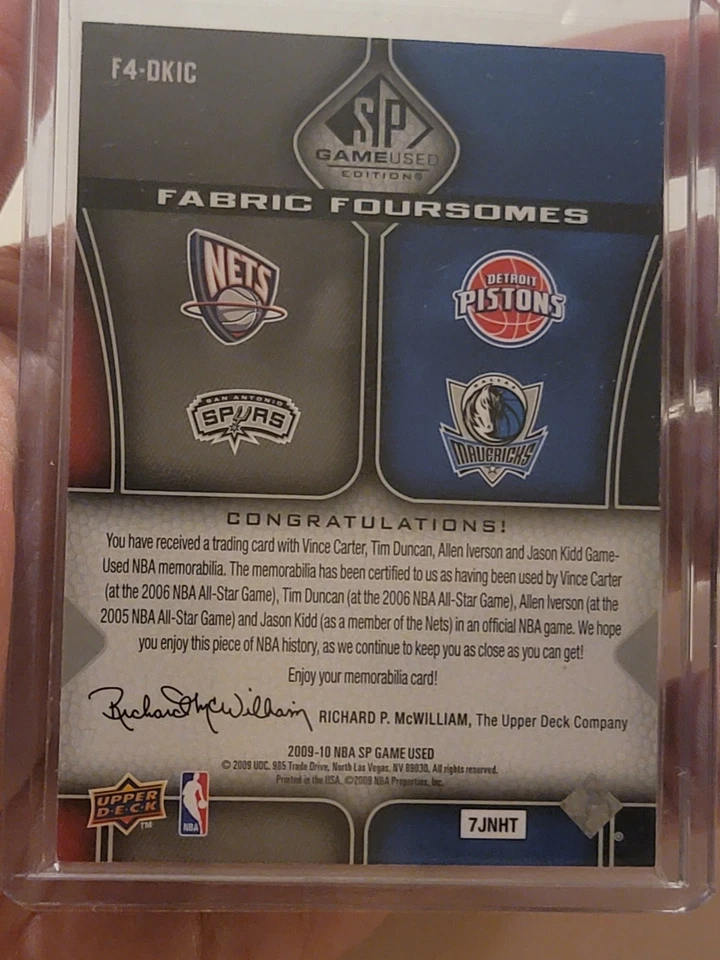 F4-DKIC
SP
GAMEUSED
EDITION®
FABRIC FOURSOMES
NETS
DETROIT
PISTONS
SAN ANTONIO
SPURS
DALLAS
MAVERICKS
CONGRATULATIONS!
You have received a trading card with Vince Carter, Tim Duncan, Allen Iverson and Jason Kidd Game-
Used NBA memorabilia. The memorabilia has been certified to us as having been used by Vince Carter
(at the 2006 NBA All-Star Game), Tim Duncan (at the 2006 NBA All-Star Game), Allen Iverson (at the
2005 NBA All-Star Game) and Jason Kidd (as a member of the Nets) in an official NBA game. We hope
you enjoy this piece of NBA history, as we continue to keep you as close as you can get!
Enjoy your memorabilia card!
Richard McWilliam RICHARD P. McWILLIAM, The Upper Deck Company
2009-10 NBA SP GAME USED
© 2009 UDC. 985 Trade Drive, North Las Vegas, NV 89030. All rights reserved.
Printed in the USA. ©2009 NBA Properties, Inc.
UPPER
DECK
TM
NBA
7JNHT
®